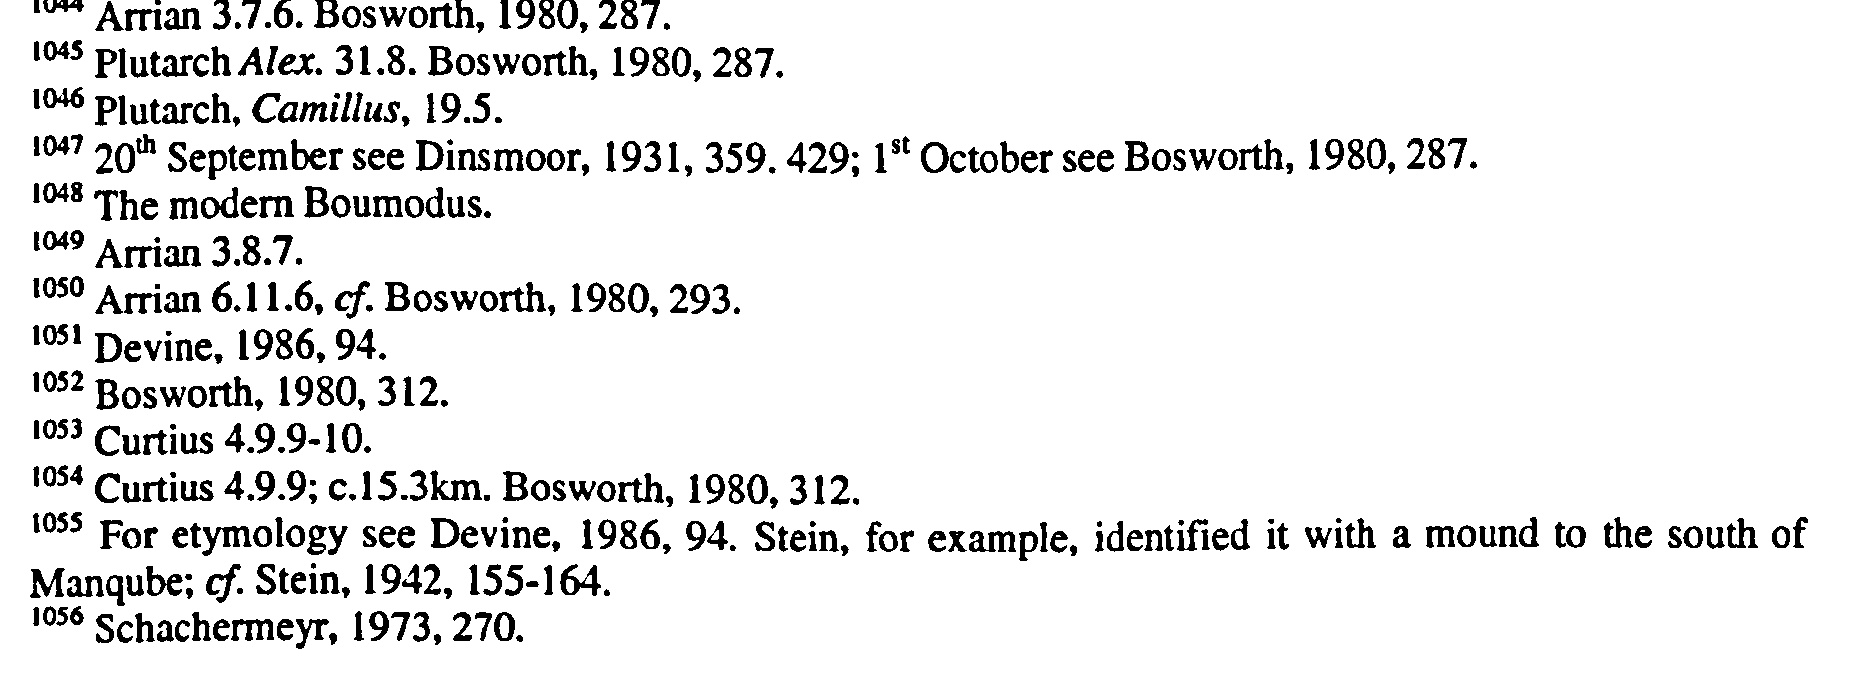 1044 Arrian 3.7.6. Bosworth, 1980, 287.
1045 Plutarch Alex. 31.8. Bosworth, 1980, 287.
1046 Plutarch, Camillus, 19.5.
1047 20th September see Dinsmoor, 1931, 359. 429; 1st October see Bosworth, 1980, 287.
1048 The modern Boumodus.
1049 Arrian 3.8.7.
1050 Arrian 6.11.6, cf. Bosworth, 1980, 293.
1051 Devine, 1986, 94.
1052 Bosworth, 1980, 312.
1053 Curtius 4.9.9-10.
1054 Curtius 4.9.9; c.15.3km. Bosworth, 1980, 312.
1055 For etymology see Devine, 1986, 94. Stein, for example, identified it with a mound to the south of
Manqube; cf. Stein, 1942, 155-164.
1056 Schachermeyr, 1973, 270.